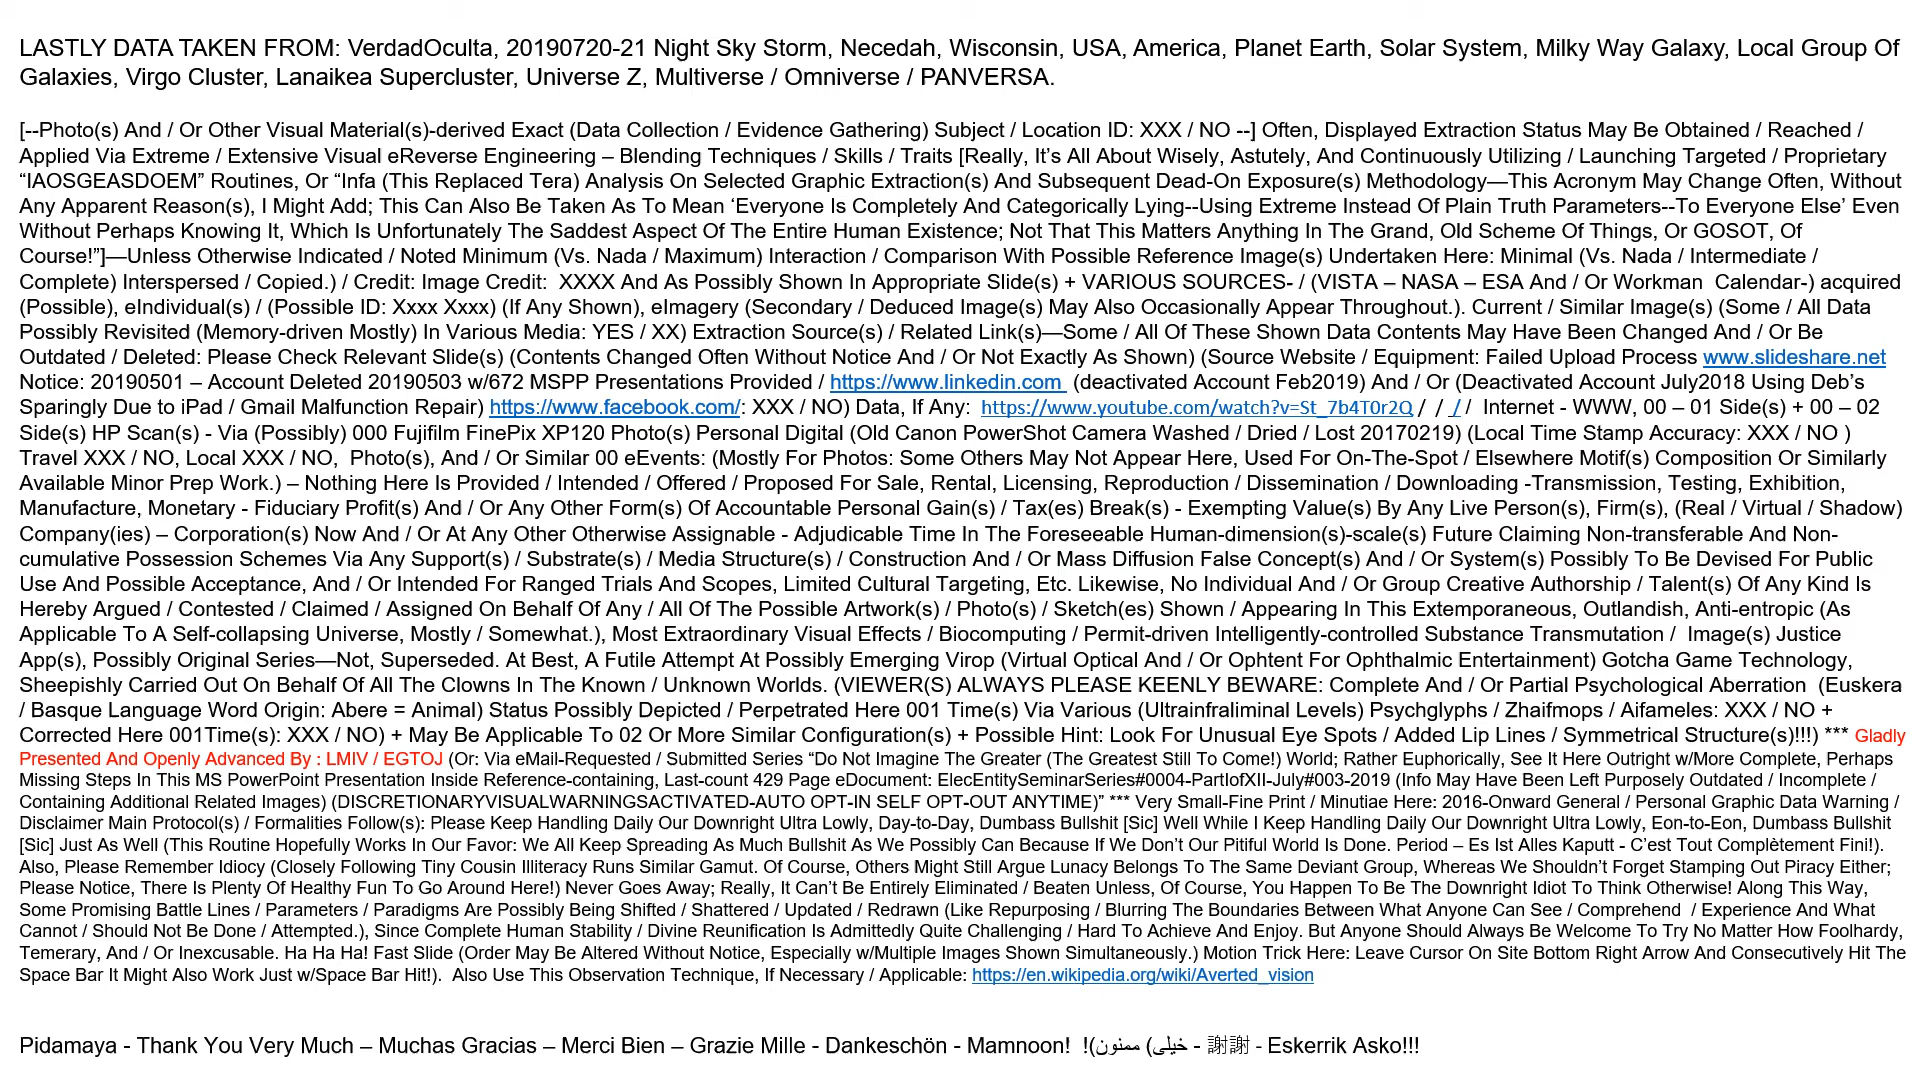 LASTLY DATA TAKEN FROM: VerdadOculta, 20190720-21 Night Sky Storm, Necedah, Wisconsin, USA, America, Planet Earth, Solar System, Milky Way Galaxy, Local Group Of
Galaxies, Virgo Cluster, Lanaikea Supercluster, Universe Z, Multiverse / Omniverse / PANVERSA.
[--Photo(s) And / Or Other Visual Material(s)-derived Exact (Data Collection / Evidence Gathering) Subject / Location ID: XXX / NO --] Often, Displayed Extraction Status May Be Obtained / Reached /
Applied Via Extreme / Extensive Visual eReverse Engineering – Blending Techniques / Skills / Traits [Really, It’s All About Wisely, Astutely, And Continuously Utilizing / Launching Targeted / Proprietary
“IAOSGEASDOEM” Routines, Or “Infa (This Replaced Tera) Analysis On Selected Graphic Extraction(s) And Subsequent Dead-On Exposure(s) Methodology—This Acronym May Change Often, Without
Any Apparent Reason(s), I Might Add; This Can Also Be Taken As To Mean ‘Everyone Is Completely And Categorically Lying--Using Extreme Instead Of Plain Truth Parameters--To Everyone Else’ Even
Without Perhaps Knowing It, Which Is Unfortunately The Saddest Aspect Of The Entire Human Existence; Not That This Matters Anything In The Grand, Old Scheme Of Things, Or GOSOT, Of
Course!”]—Unless Otherwise Indicated / Noted Minimum (Vs. Nada / Maximum) Interaction / Comparison With Possible Reference Image(s) Undertaken Here: Minimal (Vs. Nada / Intermediate /
Complete) Interspersed / Copied.) / Credit: Image Credit:  XXXX And As Possibly Shown In Appropriate Slide(s) + VARIOUS SOURCES- / (VISTA – NASA – ESA And / Or Workman  Calendar-) acquired
(Possible), eIndividual(s) / (Possible ID: Xxxx Xxxx) (If Any Shown), eImagery (Secondary / Deduced Image(s) May Also Occasionally Appear Throughout.). Current / Similar Image(s) (Some / All Data
Possibly Revisited (Memory-driven Mostly) In Various Media: YES / XX) Extraction Source(s) / Related Link(s)—Some / All Of These Shown Data Contents May Have Been Changed And / Or Be
Outdated / Deleted: Please Check Relevant Slide(s) (Contents Changed Often Without Notice And / Or Not Exactly As Shown) (Source Website / Equipment: Failed Upload Process www.slideshare.net
Notice: 20190501 – Account Deleted 20190503 w/672 MSPP Presentations Provided / https://www.linkedin.com  (deactivated Account Feb2019) And / Or (Deactivated Account July2018 Using Deb’s
Sparingly Due to iPad / Gmail Malfunction Repair) https://www.facebook.com/: XXX / NO) Data, If Any:  https://www.youtube.com/watch?v=St_7b4T0r2Q /  /  / /  Internet - WWW, 00 – 01 Side(s) + 00 – 02
Side(s) HP Scan(s) - Via (Possibly) 000 Fujifilm FinePix XP120 Photo(s) Personal Digital (Old Canon PowerShot Camera Washed / Dried / Lost 20170219) (Local Time Stamp Accuracy: XXX / NO )
Travel XXX / NO, Local XXX / NO,  Photo(s), And / Or Similar 00 eEvents: (Mostly For Photos: Some Others May Not Appear Here, Used For On-The-Spot / Elsewhere Motif(s) Composition Or Similarly
Available Minor Prep Work.) – Nothing Here Is Provided / Intended / Offered / Proposed For Sale, Rental, Licensing, Reproduction / Dissemination / Downloading -Transmission, Testing, Exhibition,
Manufacture, Monetary - Fiduciary Profit(s) And / Or Any Other Form(s) Of Accountable Personal Gain(s) / Tax(es) Break(s) - Exempting Value(s) By Any Live Person(s), Firm(s), (Real / Virtual / Shadow)
Company(ies) – Corporation(s) Now And / Or At Any Other Otherwise Assignable - Adjudicable Time In The Foreseeable Human-dimension(s)-scale(s) Future Claiming Non-transferable And Non-
cumulative Possession Schemes Via Any Support(s) / Substrate(s) / Media Structure(s) / Construction And / Or Mass Diffusion False Concept(s) And / Or System(s) Possibly To Be Devised For Public
Use And Possible Acceptance, And / Or Intended For Ranged Trials And Scopes, Limited Cultural Targeting, Etc. Likewise, No Individual And / Or Group Creative Authorship / Talent(s) Of Any Kind Is
Hereby Argued / Contested / Claimed / Assigned On Behalf Of Any / All Of The Possible Artwork(s) / Photo(s) / Sketch(es) Shown / Appearing In This Extemporaneous, Outlandish, Anti-entropic (As
Applicable To A Self-collapsing Universe, Mostly / Somewhat.), Most Extraordinary Visual Effects / Biocomputing / Permit-driven Intelligently-controlled Substance Transmutation /  Image(s) Justice
App(s), Possibly Original Series—Not, Superseded. At Best, A Futile Attempt At Possibly Emerging Virop (Virtual Optical And / Or Ophtent For Ophthalmic Entertainment) Gotcha Game Technology,
Sheepishly Carried Out On Behalf Of All The Clowns In The Known / Unknown Worlds. (VIEWER(S) ALWAYS PLEASE KEENLY BEWARE: Complete And / Or Partial Psychological Aberration  (Euskera
/ Basque Language Word Origin: Abere = Animal) Status Possibly Depicted / Perpetrated Here 001 Time(s) Via Various (Ultrainfraliminal Levels) Psychglyphs / Zhaifmops / Aifameles: XXX / NO +
Corrected Here 001Time(s): XXX / NO) + May Be Applicable To 02 Or More Similar Configuration(s) + Possible Hint: Look For Unusual Eye Spots / Added Lip Lines / Symmetrical Structure(s)!!!) *** Gladly
Presented And Openly Advanced By : LMIV / EGTOJ (Or: Via eMail-Requested / Submitted Series “Do Not Imagine The Greater (The Greatest Still To Come!) World; Rather Euphorically, See It Here Outright w/More Complete, Perhaps
Missing Steps In This MS PowerPoint Presentation Inside Reference-containing, Last-count 429 Page eDocument: ElecEntitySeminarSeries#0004-PartIofXII-July#003-2019 (Info May Have Been Left Purposely Outdated / Incomplete /
Containing Additional Related Images) (DISCRETIONARYVISUALWARNINGSACTIVATED-AUTO OPT-IN SELF OPT-OUT ANYTIME)” *** Very Small-Fine Print / Minutiae Here: 2016-Onward General / Personal Graphic Data Warning /
Disclaimer Main Protocol(s) / Formalities Follow(s): Please Keep Handling Daily Our Downright Ultra Lowly, Day-to-Day, Dumbass Bullshit [Sic] Well While I Keep Handling Daily Our Downright Ultra Lowly, Eon-to-Eon, Dumbass Bullshit
[Sic] Just As Well (This Routine Hopefully Works In Our Favor: We All Keep Spreading As Much Bullshit As We Possibly Can Because If We Don’t Our Pitiful World Is Done. Period – Es Ist Alles Kaputt - C’est Tout Complètement Fini!).
Also, Please Remember Idiocy (Closely Following Tiny Cousin Illiteracy Runs Similar Gamut. Of Course, Others Might Still Argue Lunacy Belongs To The Same Deviant Group, Whereas We Shouldn’t Forget Stamping Out Piracy Either;
Please Notice, There Is Plenty Of Healthy Fun To Go Around Here!) Never Goes Away; Really, It Can’t Be Entirely Eliminated / Beaten Unless, Of Course, You Happen To Be The Downright Idiot To Think Otherwise! Along This Way,
Some Promising Battle Lines / Parameters / Paradigms Are Possibly Being Shifted / Shattered / Updated / Redrawn (Like Repurposing / Blurring The Boundaries Between What Anyone Can See / Comprehend  / Experience And What
Cannot / Should Not Be Done / Attempted.), Since Complete Human Stability / Divine Reunification Is Admittedly Quite Challenging / Hard To Achieve And Enjoy. But Anyone Should Always Be Welcome To Try No Matter How Foolhardy,
Temerary, And / Or Inexcusable. Ha Ha Ha! Fast Slide (Order May Be Altered Without Notice, Especially w/Multiple Images Shown Simultaneously.) Motion Trick Here: Leave Cursor On Site Bottom Right Arrow And Consecutively Hit The
Space Bar It Might Also Work Just w/Space Bar Hit!).  Also Use This Observation Technique, If Necessary / Applicable: https://en.wikipedia.org/wiki/Averted_vision
Pidamaya - Thank You Very Much – Muchas Gracias – Merci Bien – Grazie Mille - Dankeschön - Mamnoon!  !(خیلی) ممنون - 謝謝 - Eskerrik Asko!!!